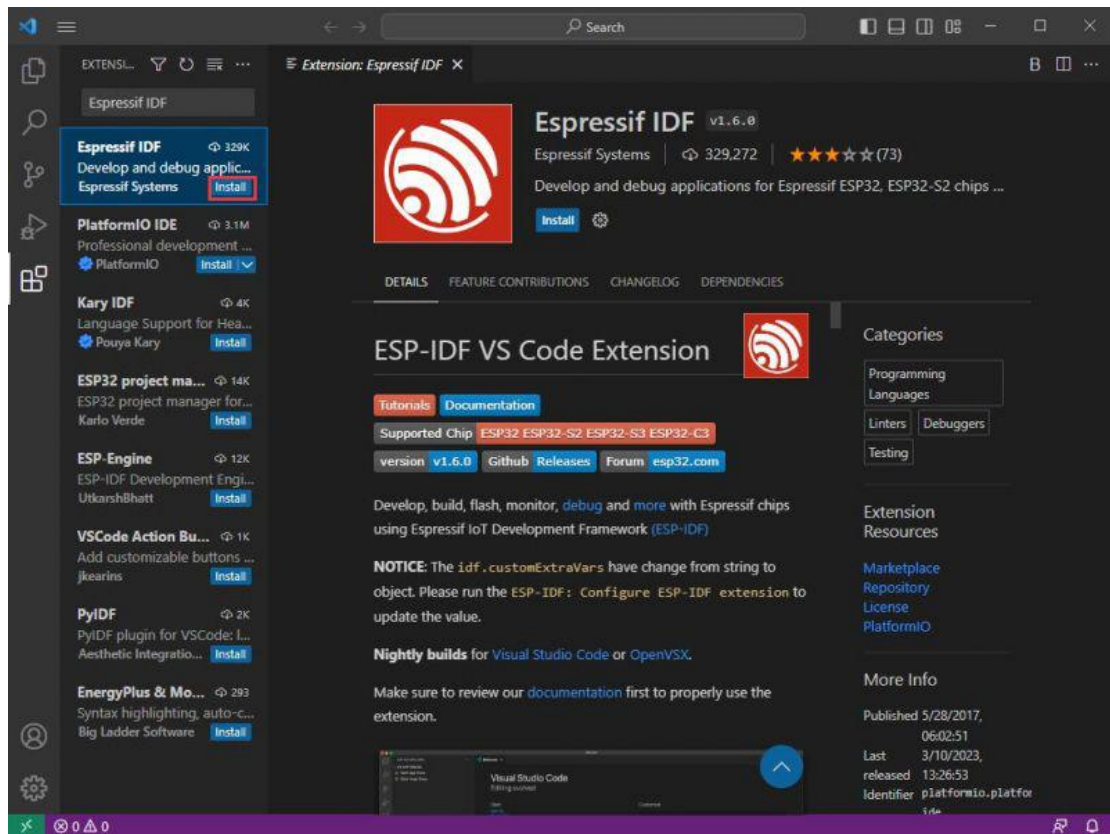 Search
EXTENSI...
Espressif IDF
Espressif IDF 329K
Develop and debug applic...
Espressif Systems Install
PlatformIO IDE 3.1M
Professional development ...
PlatformIO Install
Kary IDF 4K
Language Support for Hea...
Pouya Kary Install
ESP32 project ma... 14K
ESP32 project manager for...
Karlo Verde Install
ESP-Engine 12K
ESP-IDF Development Engi...
UtkarshBhatt Install
VSCode Action Bu... 1K
Add customizable buttons ...
jkearins Install
PyIDF 2K
PyIDF plugin for VSCode: I...
Aesthetic Integratio... Install
EnergyPlus & Mo... 293
Syntax highlighting, auto-c...
Big Ladder Software Install
Extension: Espressif IDF
Espressif IDF v1.6.0
Espressif Systems 329,272 (73)
Develop and debug applications for Espressif ESP32, ESP32-S2 chips ...
Install
DETAILS FEATURE CONTRIBUTIONS CHANGELOG DEPENDENCIES
ESP-IDF VS Code Extension
Tutorials Documentation
Supported Chip ESP32 ESP32-S2 ESP32-S3 ESP32-C3
version v1.6.0 Github Releases Forum esp32.com
Develop, build, flash, monitor, debug and more with Espressif chips
using Espressif IoT Development Framework (ESP-IDF)
NOTICE: The idf.customExtraVars have change from string to
object. Please run the ESP-IDF: Configure ESP-IDF extension to
update the value.
Nightly builds for Visual Studio Code or OpenVSX.
Make sure to review our documentation first to properly use the
extension.
Visual Studio Code
Categories
Programming
Languages
Linters Debuggers
Testing
Extension
Resources
Marketplace
Repository
License
PlatformIO
More Info
Published 5/28/2017,
06:02:51
Last 3/10/2023,
released 13:26:53
Identifier platformio.platfor
ide
0 0